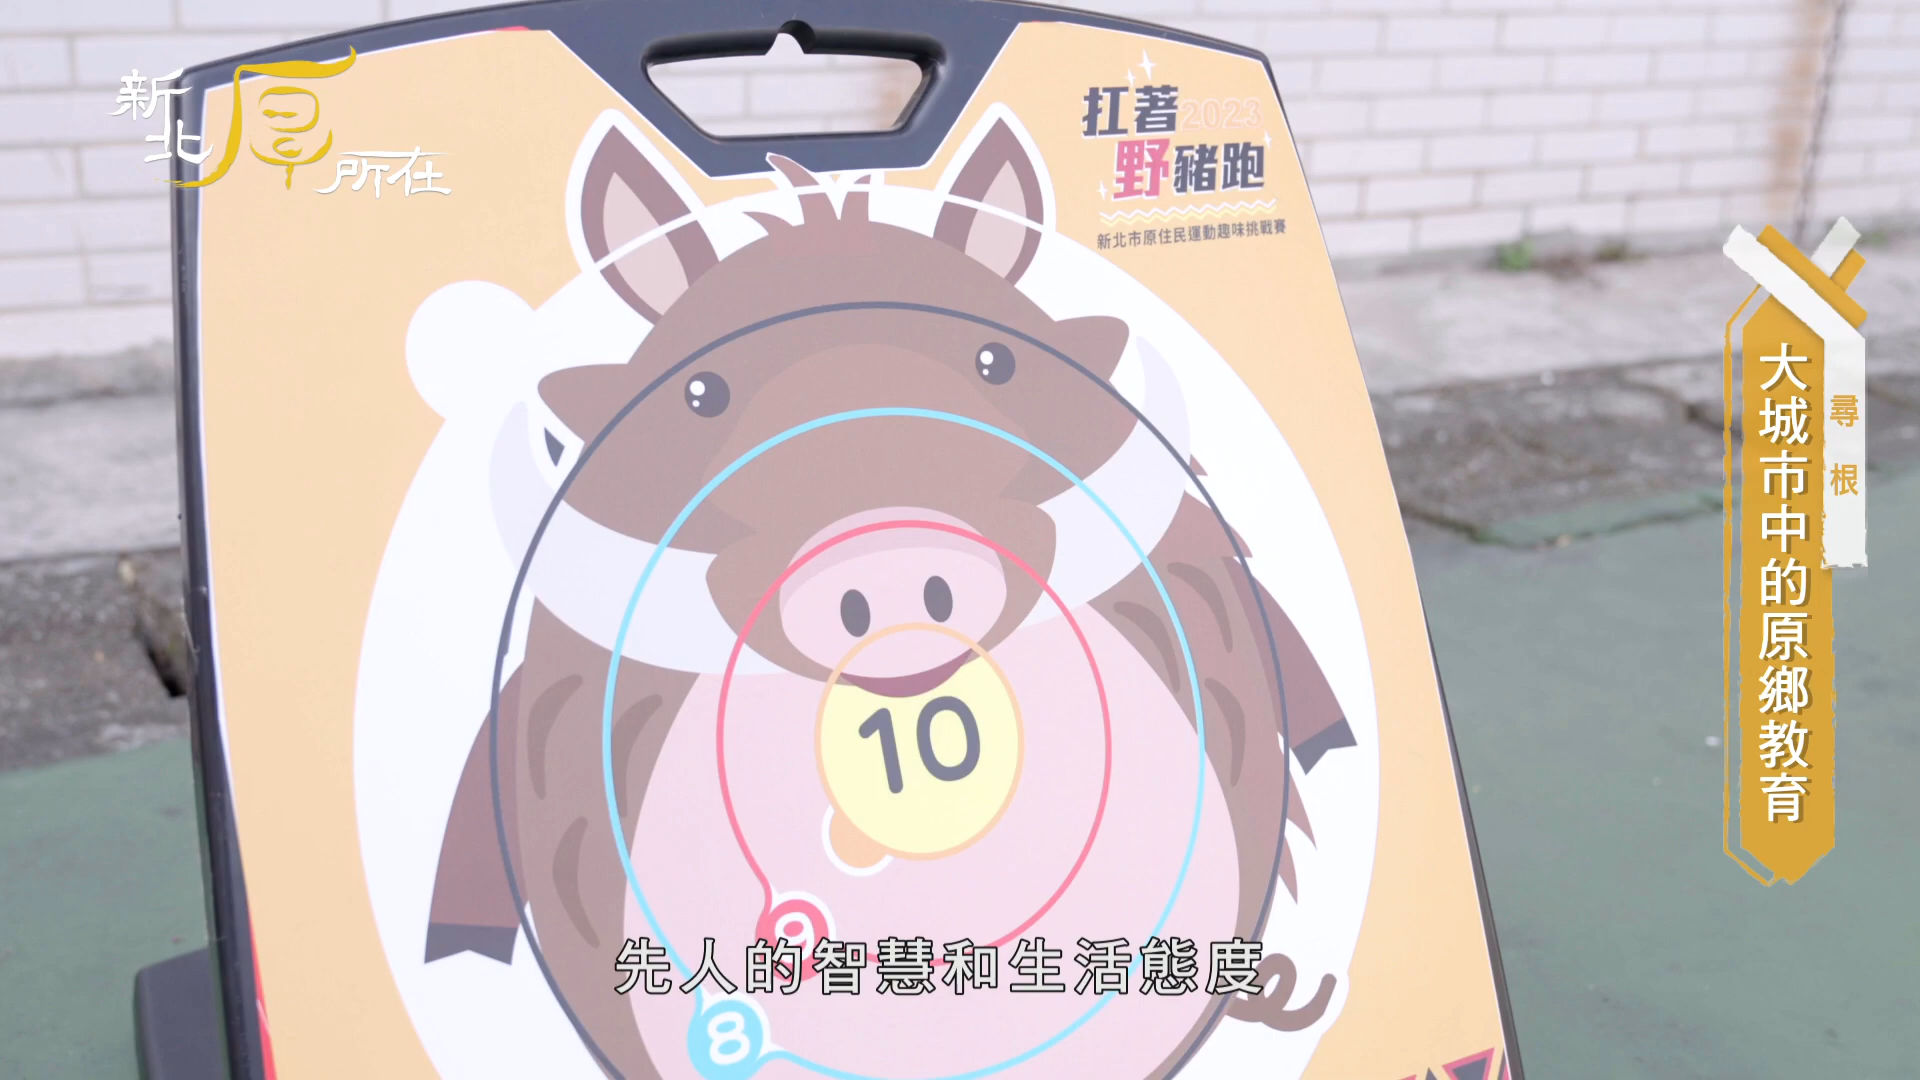 新北原所在
扛著2023
野豬跑
新北市原住民運動趣味挑戰賽
尋根
大城市中的原鄉教育
10
9
8
先人的智慧和生活態度